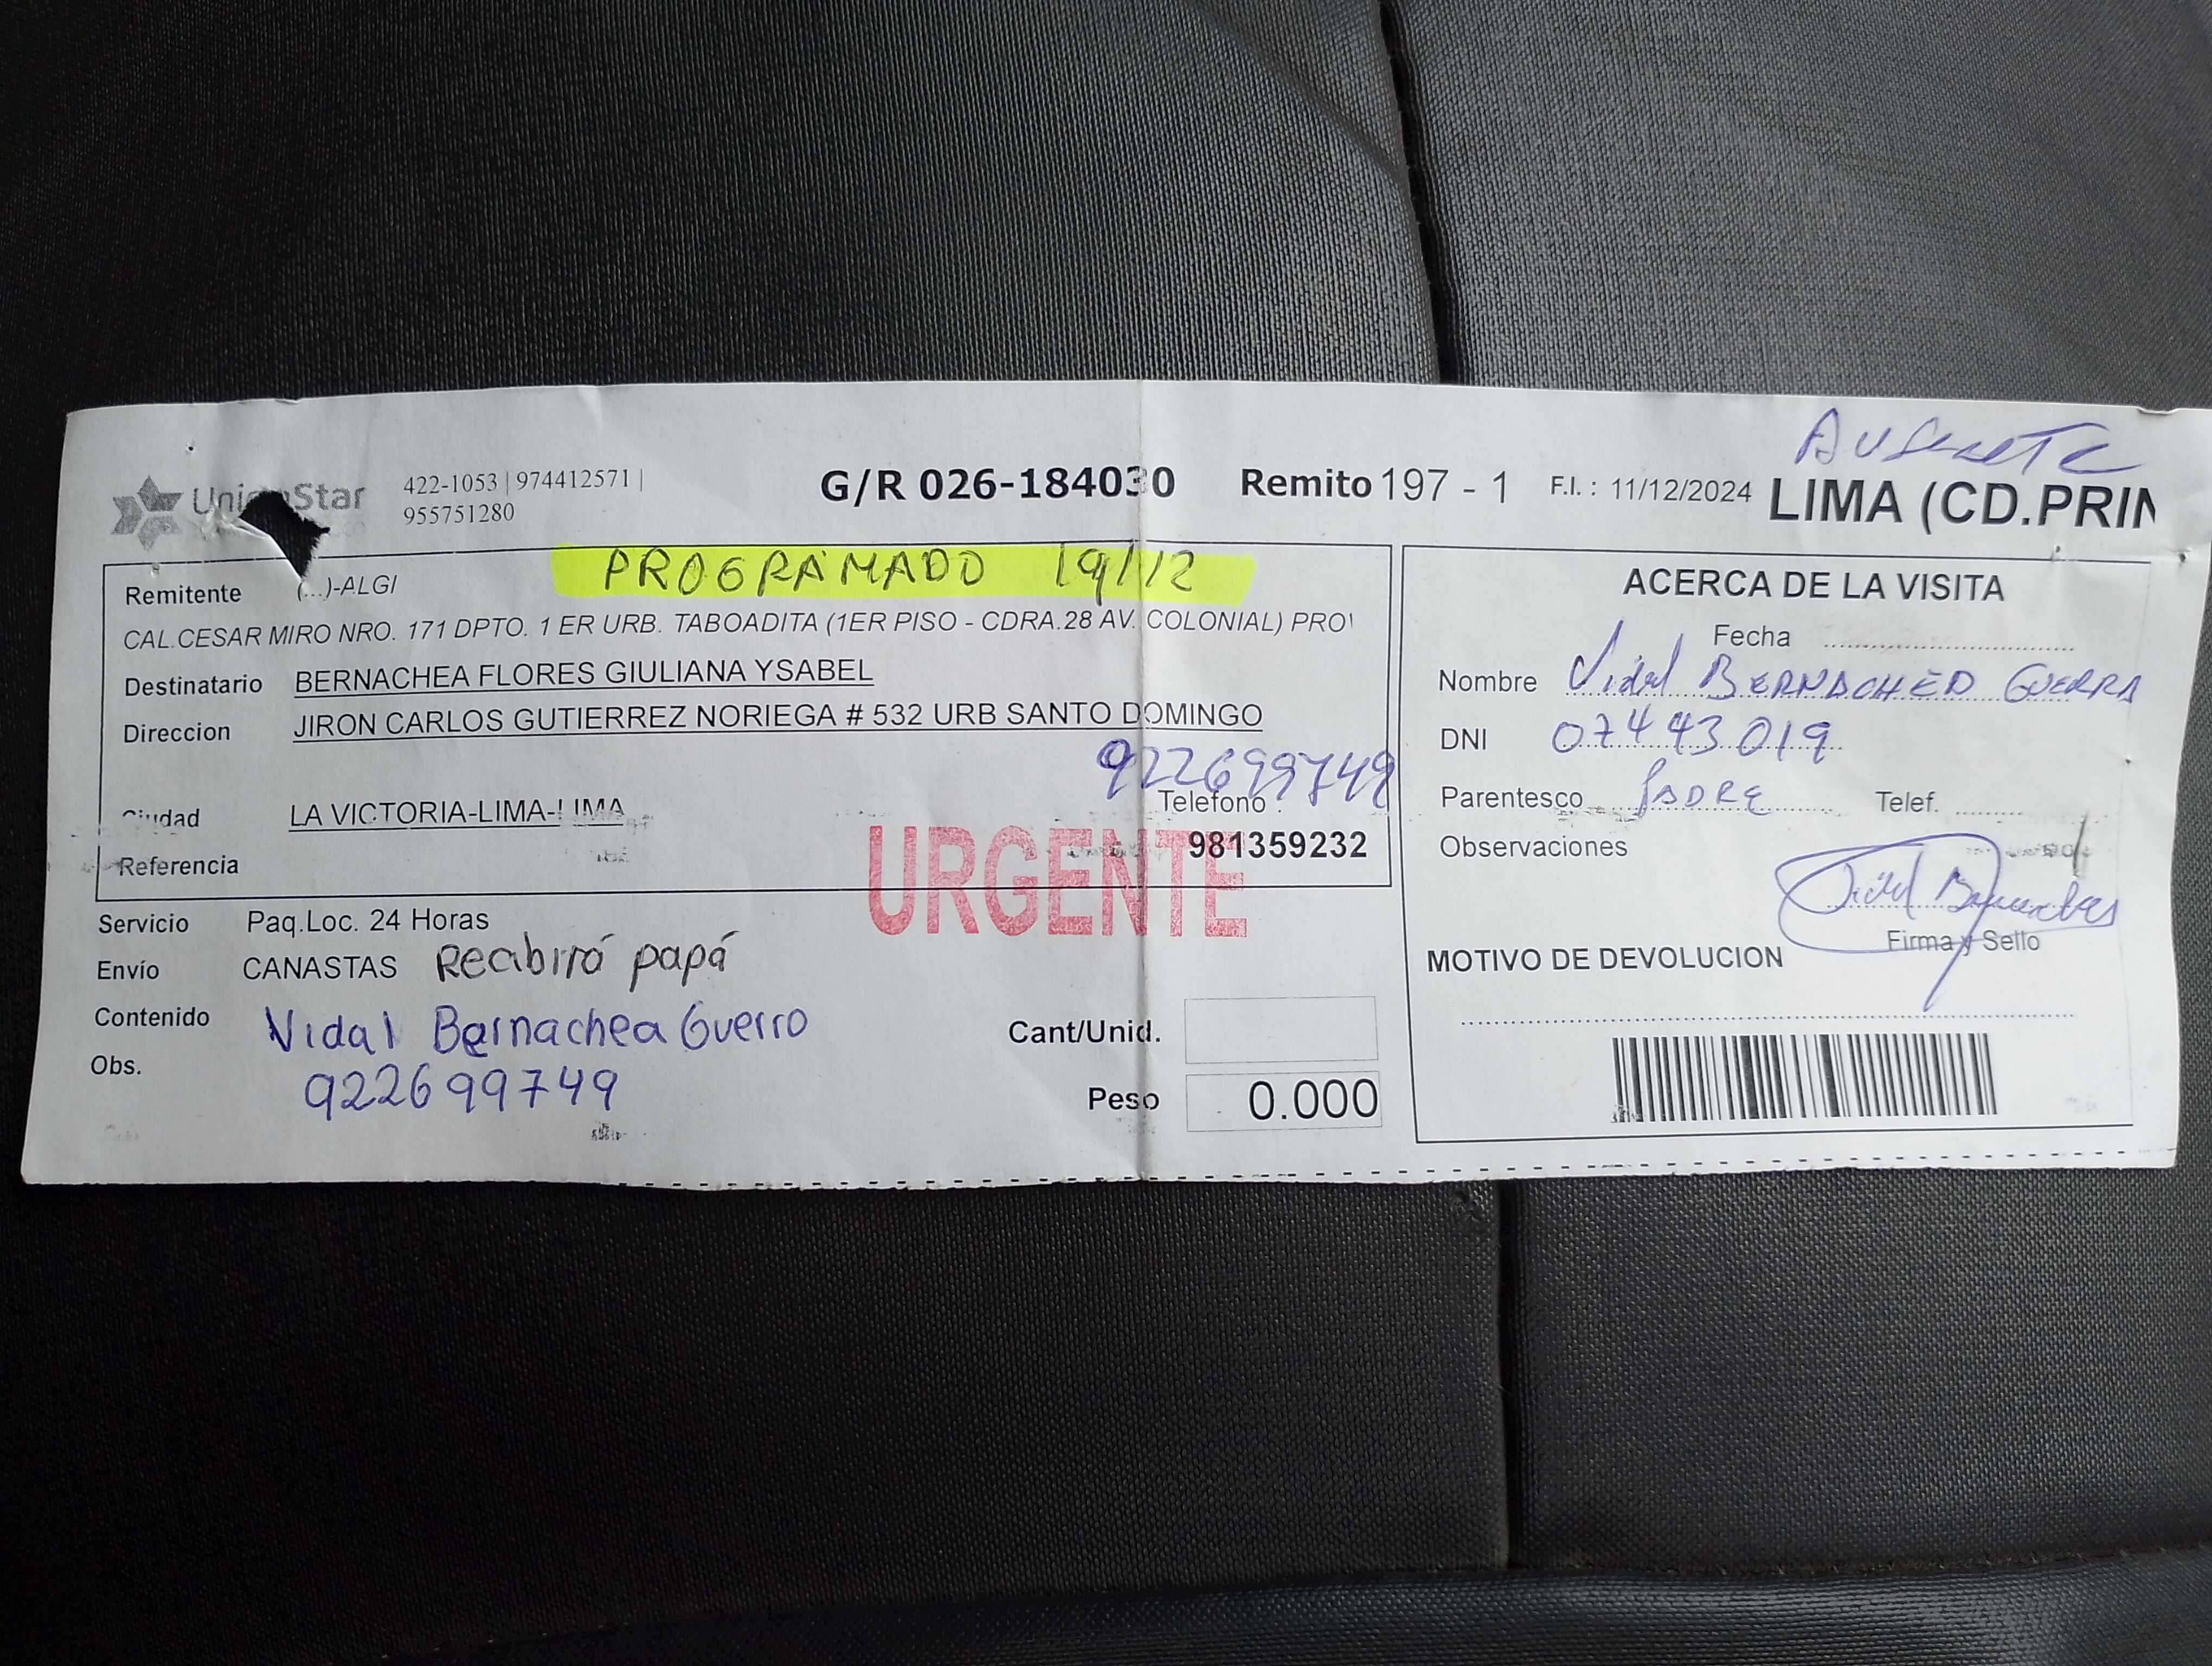 Ausente
Star
422-1053 | 974412571 |
955751280
G/R 026-184030
Remito 197 - 1
F.I. : 11/12/2024
LIMA (CD.PRIN
PROGRAMADO 19/12
Remitente (...)-ALGI
CAL.CESAR MIRO NRO. 171 DPTO. 1 ER URB. TABOADITA (1ER PISO - CDRA.28 AV. COLONIAL) PRO
Destinatario BERNACHEA FLORES GIULIANA YSABEL
Direccion JIRON CARLOS GUTIERREZ NORIEGA # 532 URB SANTO DOMINGO
922699749
Ciudad LA VICTORIA-LIMA-LIMA
Telefono :
981359232
Referencia
URGENTE
Servicio Paq.Loc. 24 Horas
Envío CANASTAS Recibirá papá
Contenido Vidal Bernachea Guerro
Obs. 922699749
Cant/Unid.
Peso 0.000
ACERCA DE LA VISITA
Fecha
Nombre Vidal BERNACHED GUERRA
DNI 07443019
Parentesco PADRE Telef.
Observaciones
Vidal
Firma y Sello
MOTIVO DE DEVOLUCION